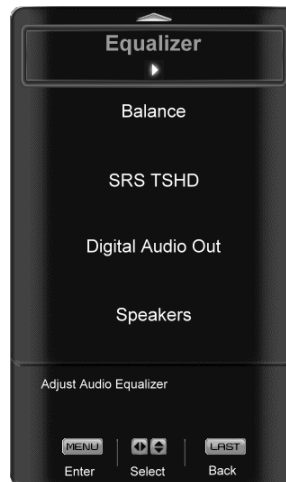 Equalizer
Balance
SRS TSHD
Digital Audio Out
Speakers
Adjust Audio Equalizer
MENU LAST
Enter Select Back